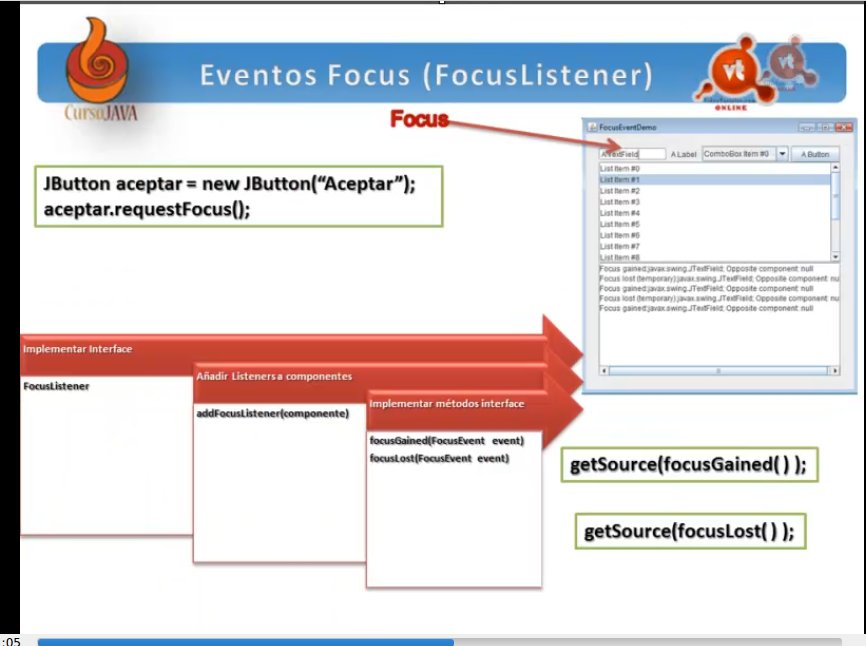 Eventos Focus (FocusListener)
CursoJAVA
vt
vt
ONLINE
Focus
JButton aceptar = new JButton(“Aceptar”);
aceptar.requestFocus();
FocusEventDemo
A TextField
A Label
ComboBox Item #0
A Button
List Item #0
List Item #1
List Item #2
List Item #3
List Item #4
List Item #5
List Item #6
List Item #7
List Item #8
Focus gained:javax.swing.JTextField; Opposite component: null
Focus lost (temporary):javax.swing.JTextField; Opposite component: nu
Focus gained:javax.swing.JTextField; Opposite component: null
Focus lost (temporary):javax.swing.JTextField; Opposite component: nu
Focus gained:javax.swing.JTextField; Opposite component: null
Implementar Interface
FocusListener
Añadir Listeners a componentes
addFocusListener(componente)
Implementar métodos interface
focusGained(FocusEvent event)
focusLost(FocusEvent event)
getSource(focusGained( ) );
getSource(focusLost( ) );
:05